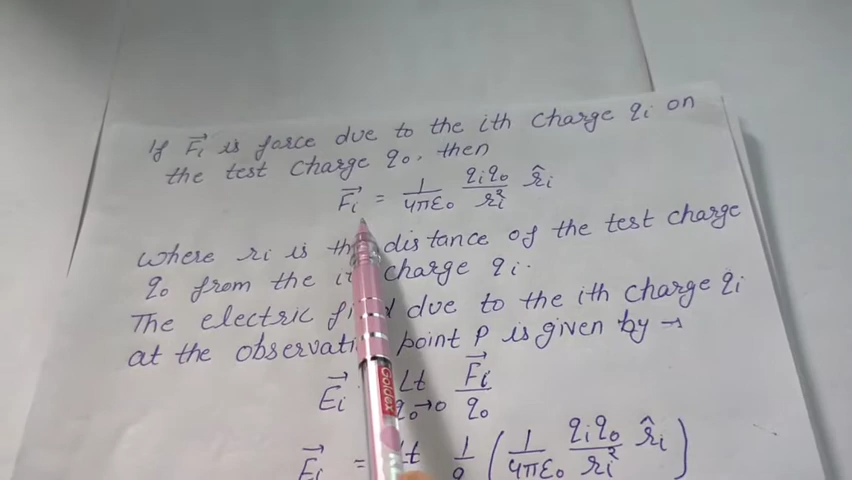 If F⃗i is force due to the ith charge qi on
the test charge q0, then
F⃗i = 1/4πε0 qiq0/ri² r̂i
where ri is the distance of the test charge
q0 from the charge qi.
The electric due to the ith charge qi
at the point P is given by →
E⃗i Lt q0→0 F⃗i/q0
= Lt (1/4πε0 qiq0/ri² r̂i)
Goldex